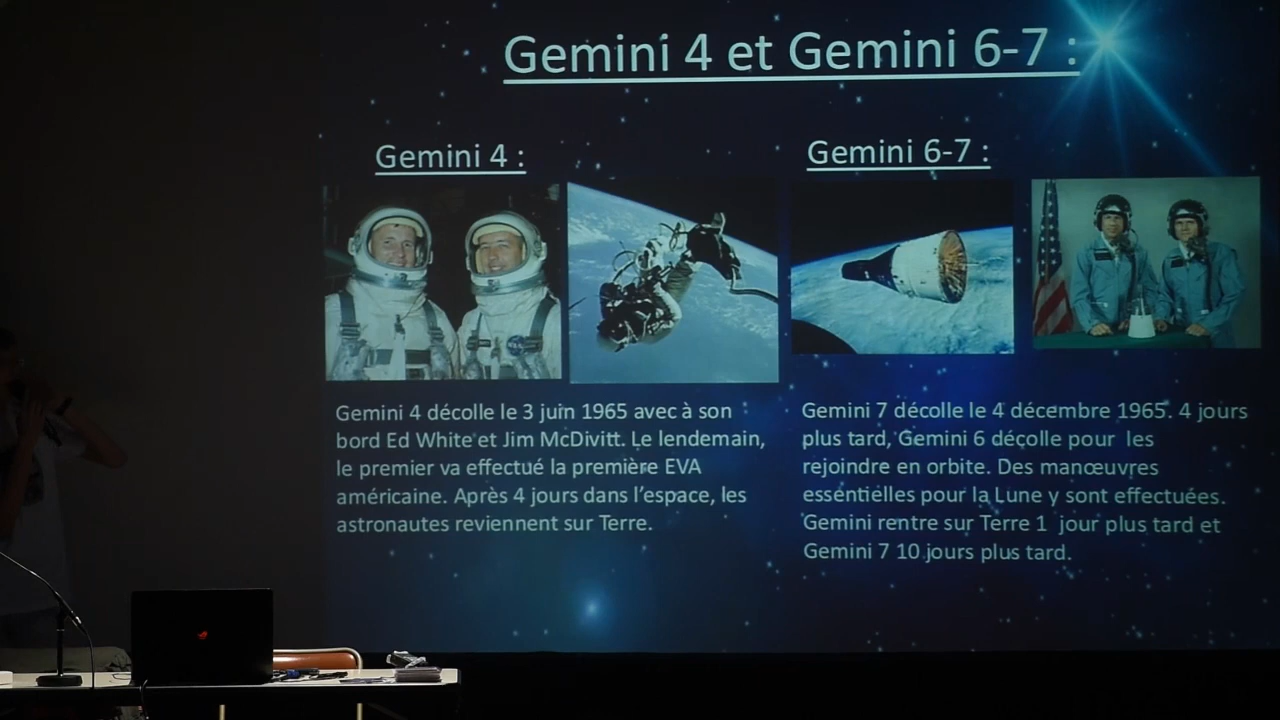 Gemini 4 et Gemini 6-7 :
Gemini 4 :
Gemini 4 décolle le 3 juin 1965 avec à son
bord Ed White et Jim McDivitt. Le lendemain,
le premier va effectué la première EVA
américaine. Après 4 jours dans l'espace, les
astronautes reviennent sur Terre.
Gemini 6-7 :
Gemini 7 décolle le 4 décembre 1965. 4 jours
plus tard, Gemini 6 décolle pour les
rejoindre en orbite. Des manœuvres
essentielles pour la Lune y sont effectuées.
Gemini rentre sur Terre 1 jour plus tard et
Gemini 7 10 jours plus tard.